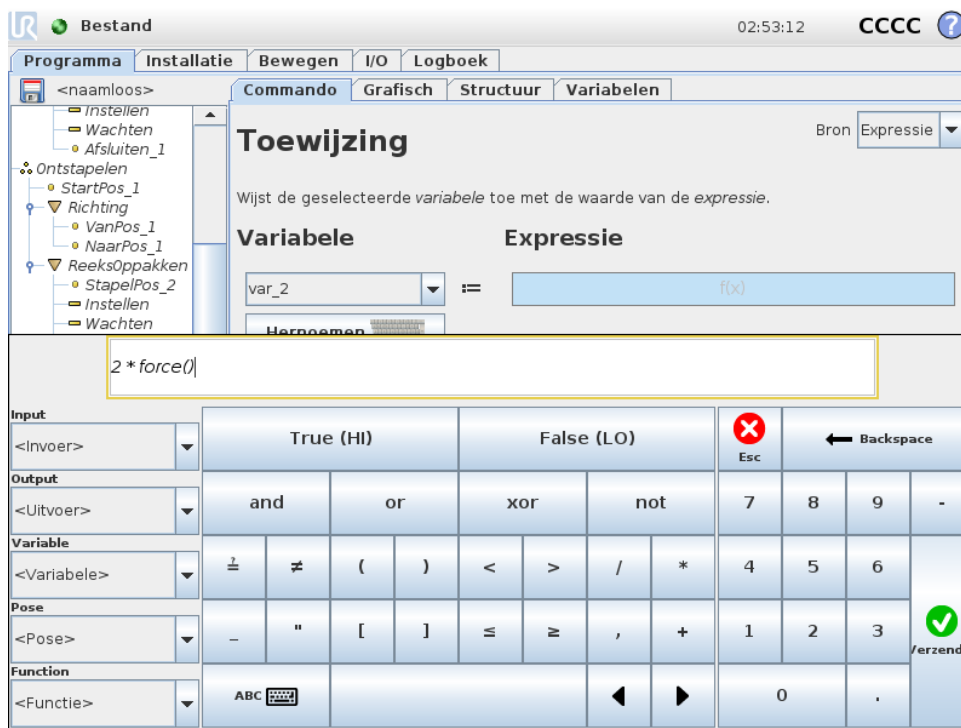 UR Bestand 02:53:12 CCCC ?
Programma Installatie Bewegen I/O Logboek
<naamloos> Commando Grafisch Structuur Variabelen
Instellen
Wachten
Afsluiten_1
Ontstapelen
StartPos_1
Richting
VanPos_1
NaarPos_1
ReeksOppakken
StapelPos_2
Instellen
Wachten
Toewijzing
Bron Expressie
Wijst de geselecteerde variabele toe met de waarde van de expressie.
Variabele Expressie
var_2 := f(x)
Hernoemen
2 * force()
Input
<Invoer>
Output
<Uitvoer>
Variable
<Variabele>
Pose
<Pose>
Function
<Functie>
True (HI) False (LO) Esc Backspace
and or xor not 7 8 9 -
≟ ≠ ( ) < > / * 4 5 6
_ " [ ] ≤ ≥ , + 1 2 3 Verzend
ABC 0 .